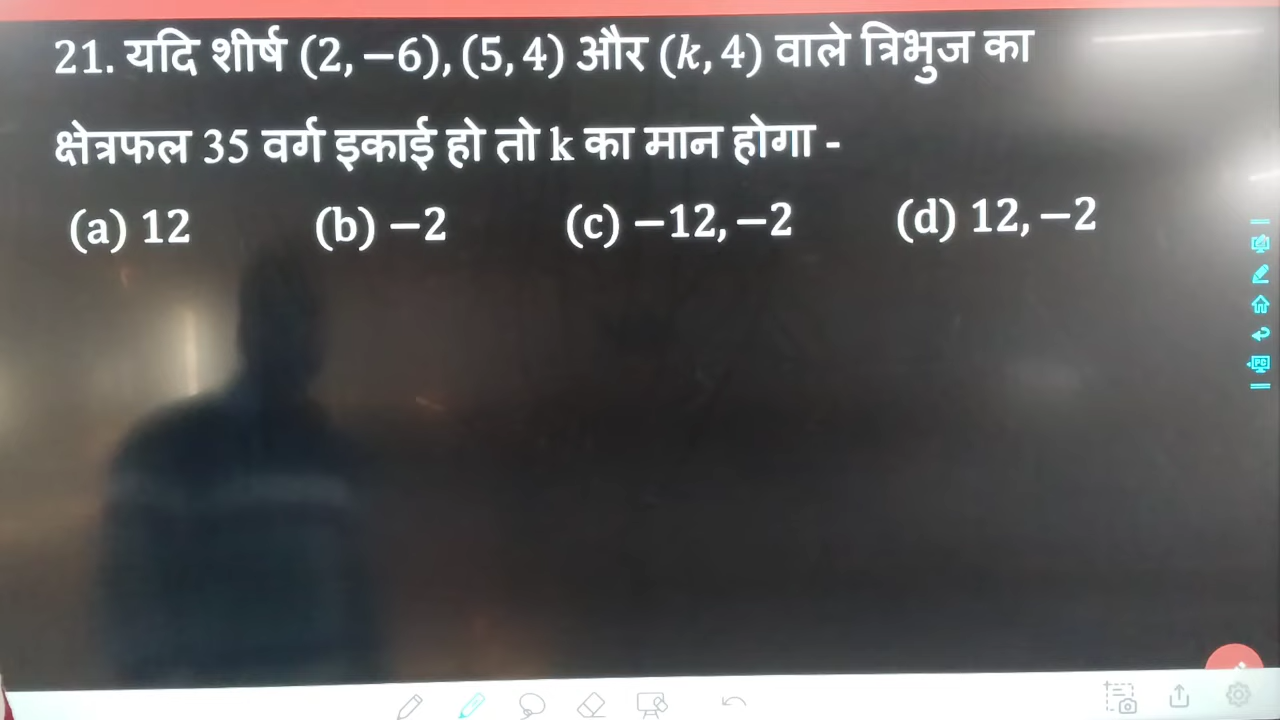 21. यदि शीर्ष (2, −6), (5, 4) और (k, 4) वाले त्रिभुज का
क्षेत्रफल 35 वर्ग इकाई हो तो k का मान होगा -
(a) 12 (b) −2 (c) −12, −2 (d) 12, −2